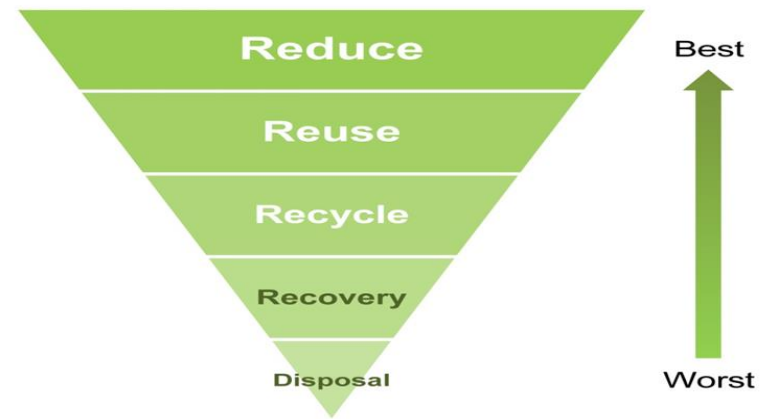 Reduce
Best
Reuse
Recycle
Recovery
Disposal
Worst